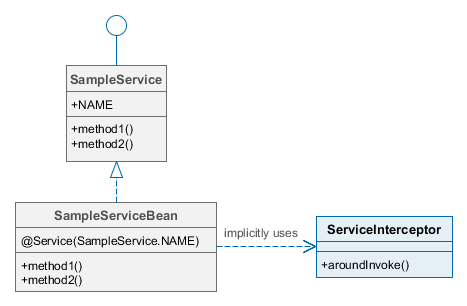 SampleService
+NAME
+method1()
+method2()
SampleServiceBean
@Service(SampleService.NAME)
+method1()
+method2()
implicitly uses
ServiceInterceptor
+aroundInvoke()